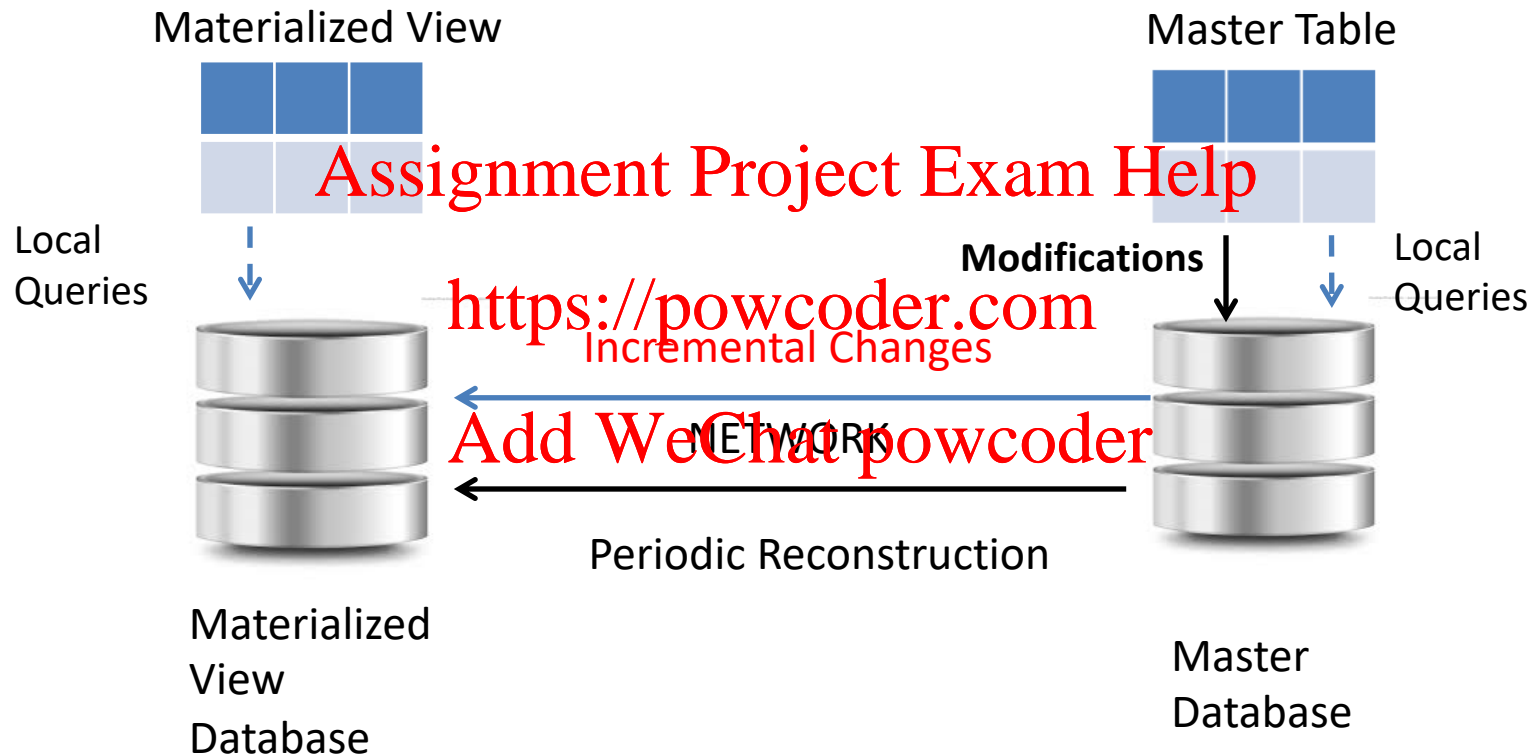 Materialized View
Master Table
Assignment Project Exam Help
Local
Queries
Modifications
Local
Queries
https://powcoder.com
Incremental Changes
Add WeChat powcoder
NETWORK
Periodic Reconstruction
Materialized
View
Database
Master
Database